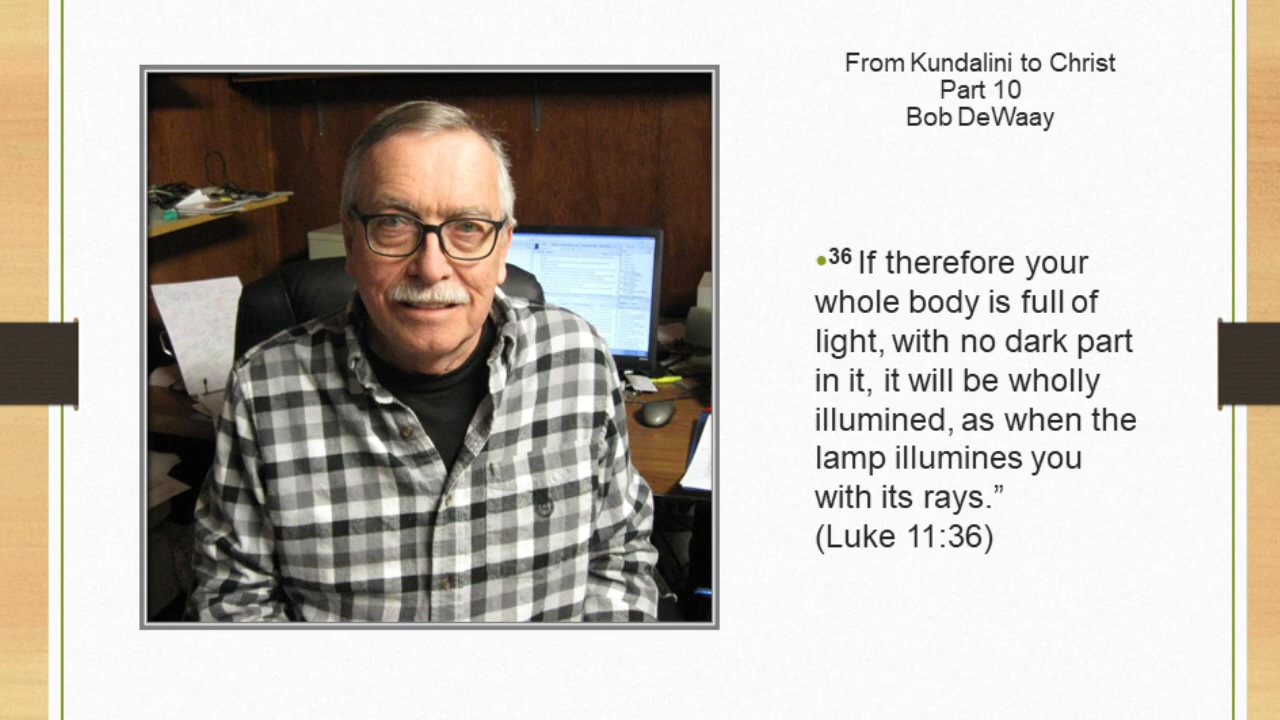 From Kundalini to Christ
Part 10
Bob DeWaay
•36 If therefore your
whole body is full of
light, with no dark part
in it, it will be wholly
illumined, as when the
lamp illumines you
with its rays.”
(Luke 11:36)